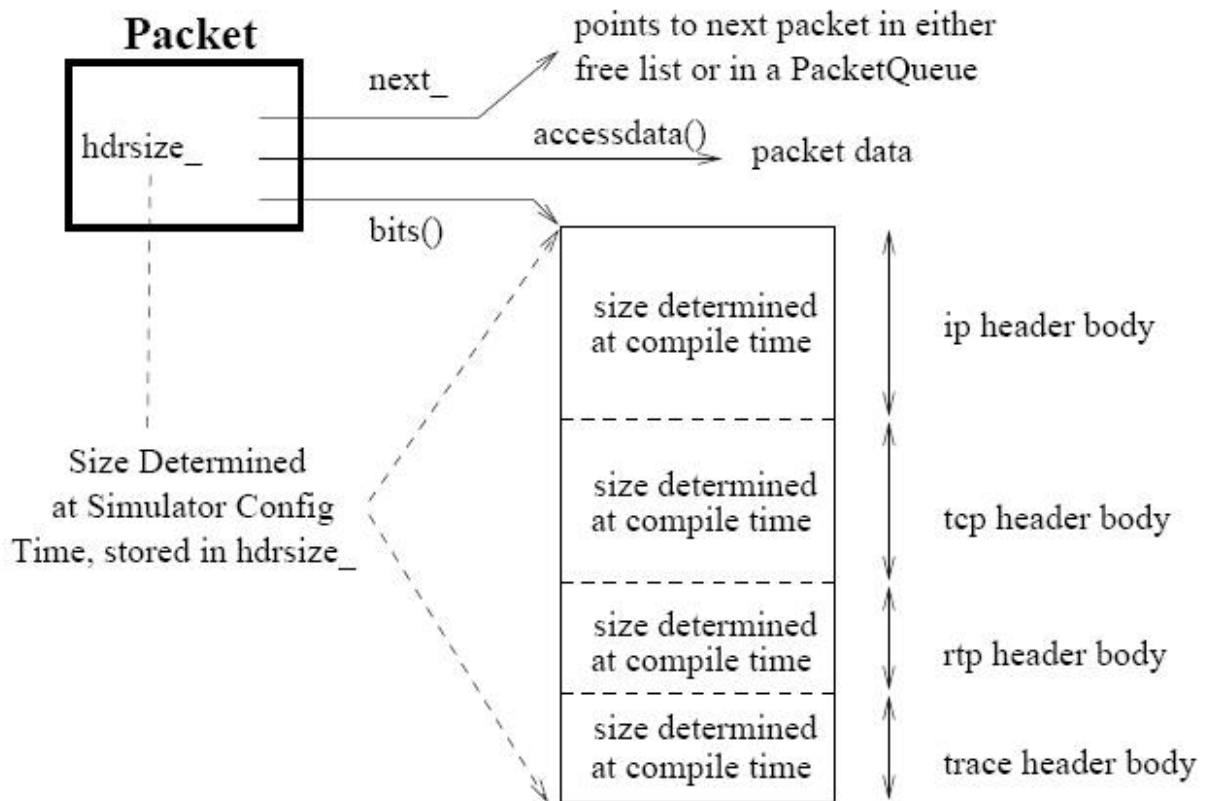 Packet
points to next packet in either
free list or in a PacketQueue
next_
hdrsize_
accessdata()
packet data
bits()
size determined
at compile time
ip header body
Size Determined
at Simulator Config
Time, stored in hdrsize_
size determined
at compile time
tcp header body
size determined
at compile time
rtp header body
size determined
at compile time
trace header body